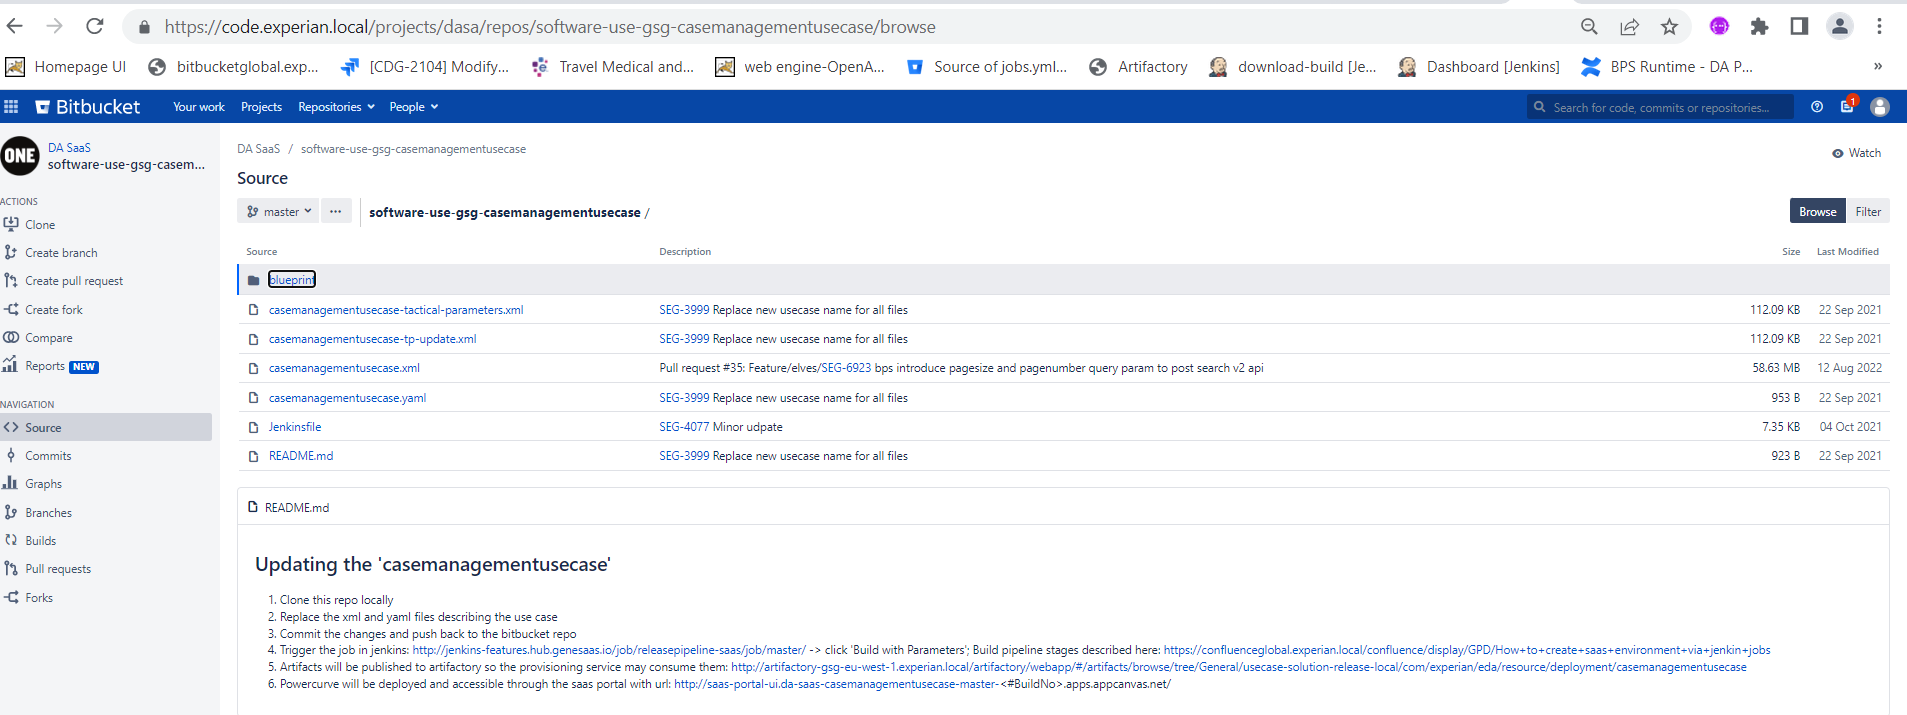 https://code.experian.local/projects/dasa/repos/software-use-gsg-casemanagementusecase/browse
Homepage UI bitbucketglobal.exp... [CDG-2104] Modify... Travel Medical and... web engine-OpenA... Source of jobs.yml... Artifactory download-build [Je... Dashboard [Jenkins] BPS Runtime - DA P... »
Bitbucket Your work Projects Repositories People Search for code, commits or repositories... 1
ONE DA SaaS
software-use-gsg-casem...
DA SaaS / software-use-gsg-casemanagementusecase
Watch
Source
ACTIONS
master ... software-use-gsg-casemanagementusecase / Browse Filter
Clone
Create branch
Create pull request
Create fork
Compare
Reports NEW
NAVIGATION
Source
Commits
Graphs
Branches
Builds
Pull requests
Forks
Source Description Size Last Modified
blueprint
casemanagementusecase-tactical-parameters.xml SEG-3999 Replace new usecase name for all files 112.09 KB 22 Sep 2021
casemanagementusecase-tp-update.xml SEG-3999 Replace new usecase name for all files 112.09 KB 22 Sep 2021
casemanagementusecase.xml Pull request #35: Feature/elves/SEG-6923 bps introduce pagesize and pagenumber query param to post search v2 api 58.63 MB 12 Aug 2022
casemanagementusecase.yaml SEG-3999 Replace new usecase name for all files 953 B 22 Sep 2021
Jenkinsfile SEG-4077 Minor udpate 7.35 KB 04 Oct 2021
README.md SEG-3999 Replace new usecase name for all files 923 B 22 Sep 2021
README.md
Updating the 'casemanagementusecase'
1. Clone this repo locally
2. Replace the xml and yaml files describing the use case
3. Commit the changes and push back to the bitbucket repo
4. Trigger the job in jenkins: http://jenkins-features.hub.genesaas.io/job/releasepipeline-saas/job/master/ -> click 'Build with Parameters'; Build pipeline stages described here: https://confluenceglobal.experian.local/confluence/display/GPD/How+to+create+saas+environment+via+jenkin+jobs
5. Artifacts will be published to artifactory so the provisioning service may consume them: http://artifactory-gsg-eu-west-1.experian.local/artifactory/webapp/#/artifacts/browse/tree/General/usecase-solution-release-local/com/experian/eda/resource/deployment/casemanagementusecase
6. Powercurve will be deployed and accessible through the saas portal with url: http://saas-portal-ui.da-saas-casemanagementusecase-master-<#BuildNo>.apps.appcanvas.net/